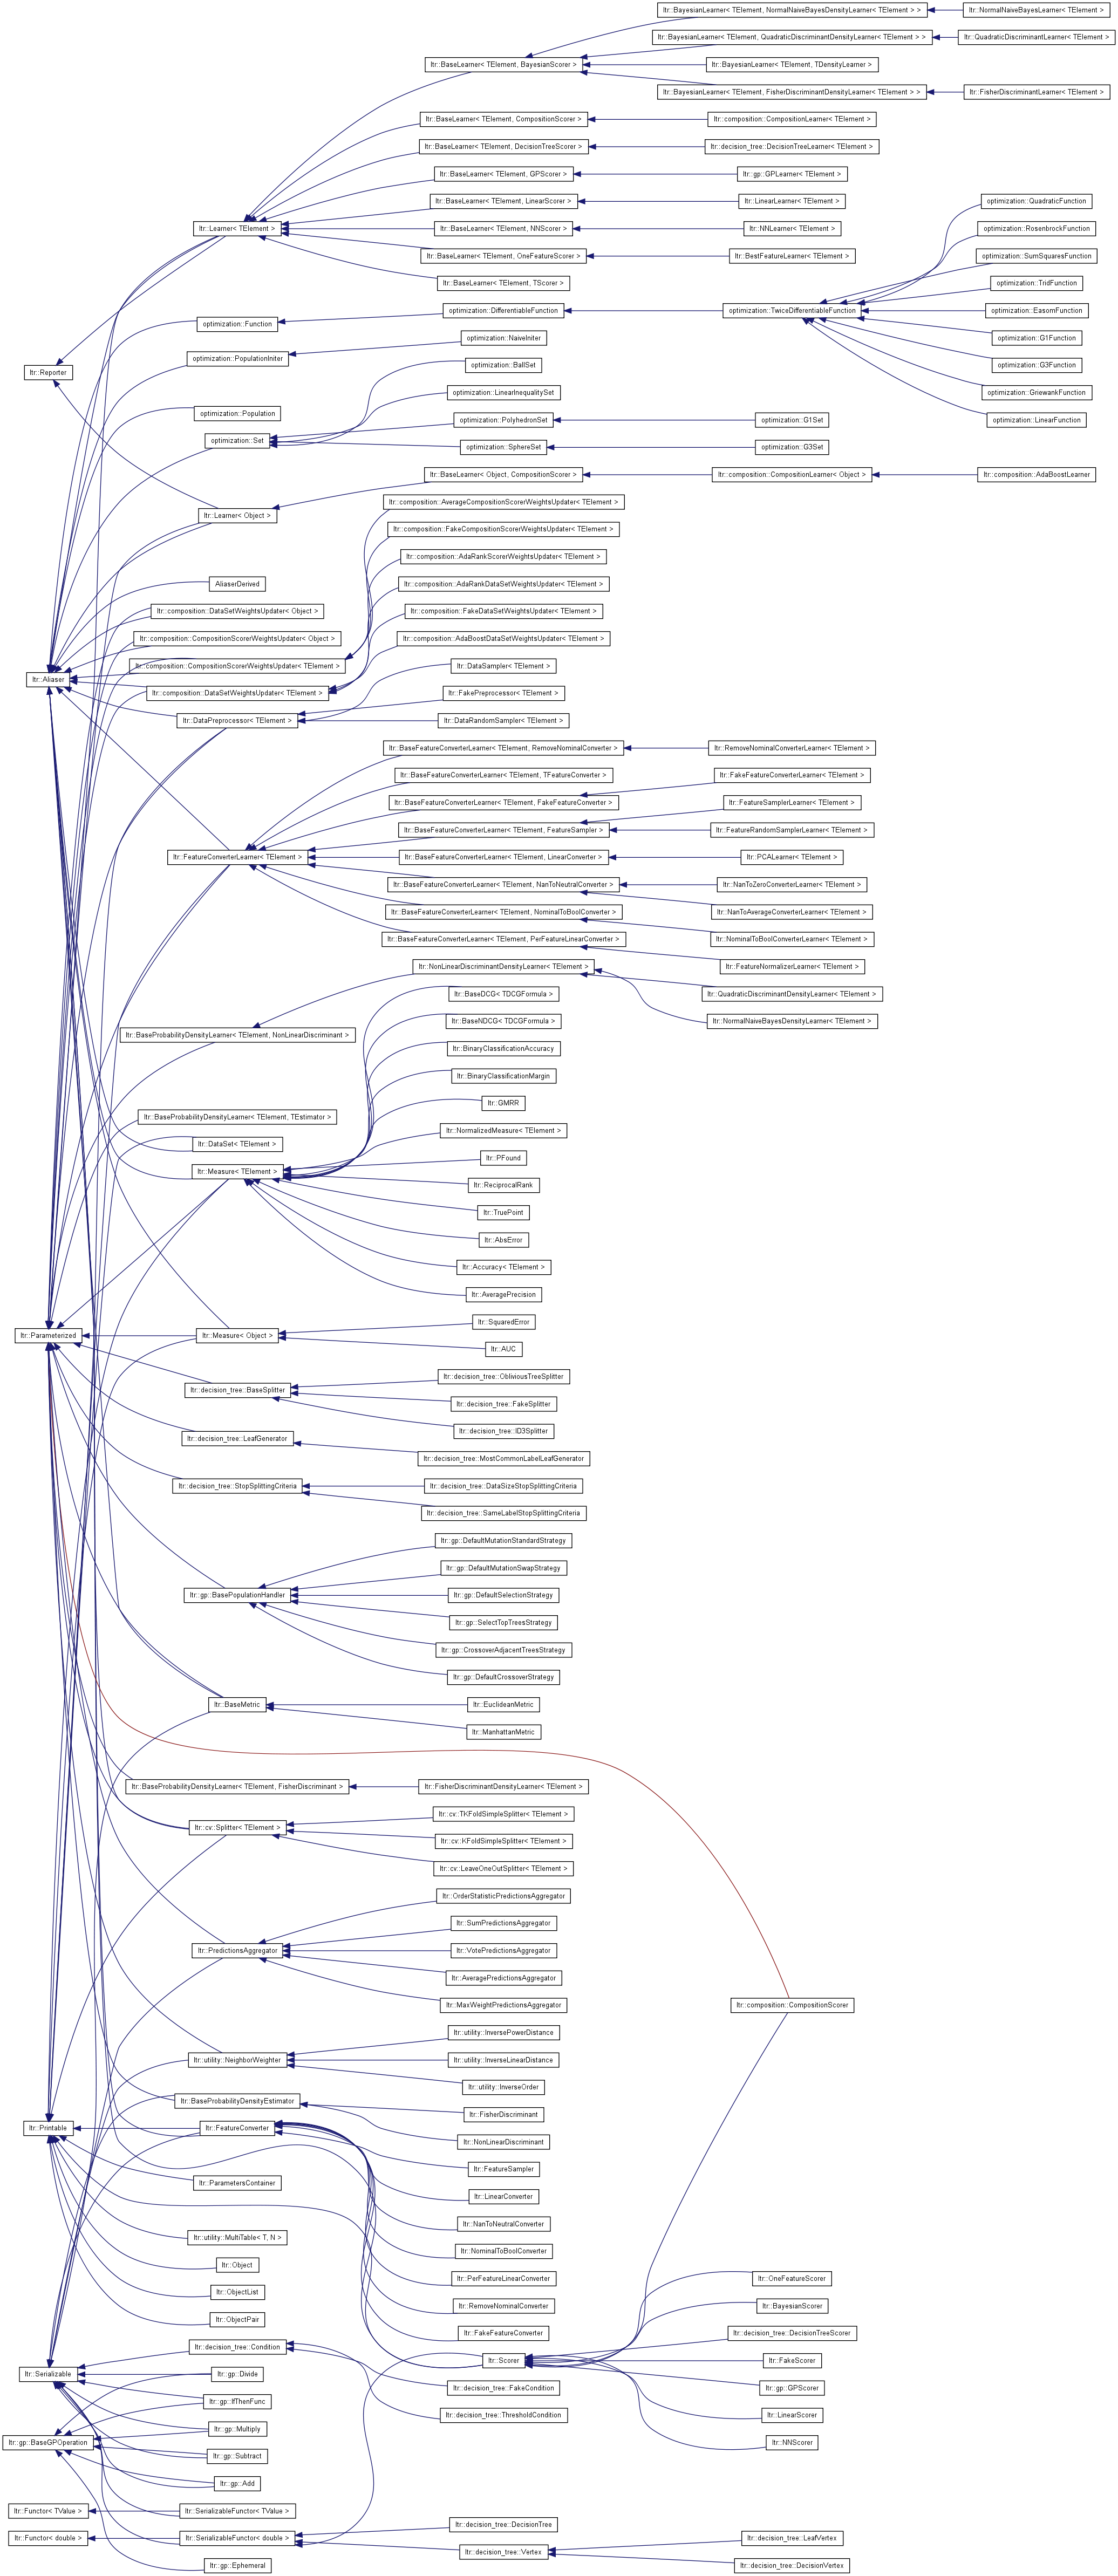 ltr::BayesianLearner< TElement, NormalNaiveBayesDensityLearner< TElement > >
ltr::NormalNaiveBayesLearner< TElement >
ltr::BayesianLearner< TElement, QuadraticDiscriminantDensityLearner< TElement > >
ltr::QuadraticDiscriminantLearner< TElement >
ltr::BaseLearner< TElement, BayesianScorer >
ltr::BayesianLearner< TElement, TDensityLearner >
ltr::BayesianLearner< TElement, FisherDiscriminantDensityLearner< TElement > >
ltr::FisherDiscriminantLearner< TElement >
ltr::BaseLearner< TElement, CompositionScorer >
ltr::composition::CompositionLearner< TElement >
ltr::BaseLearner< TElement, DecisionTreeScorer >
ltr::decision_tree::DecisionTreeLearner< TElement >
ltr::BaseLearner< TElement, GPScorer >
ltr::gp::GPLearner< TElement >
ltr::BaseLearner< TElement, LinearScorer >
ltr::LinearLearner< TElement >
optimization::QuadraticFunction
ltr::Learner< TElement >
ltr::BaseLearner< TElement, NNScorer >
ltr::NNLearner< TElement >
optimization::RosenbrockFunction
ltr::BaseLearner< TElement, OneFeatureScorer >
ltr::BestFeatureLearner< TElement >
optimization::SumSquaresFunction
ltr::BaseLearner< TElement, TScorer >
optimization::TridFunction
optimization::Function
optimization::DifferentiableFunction
optimization::TwiceDifferentiableFunction
optimization::EasomFunction
optimization::NaiveIniter
optimization::G1Function
optimization::PopulationIniter
optimization::BallSet
optimization::G3Function
ltr::Reporter
optimization::LinearInequalitySet
optimization::GriewankFunction
optimization::Population
optimization::PolyhedronSet
optimization::G1Set
optimization::LinearFunction
optimization::Set
optimization::SphereSet
optimization::G3Set
ltr::BaseLearner< Object, CompositionScorer >
ltr::composition::CompositionLearner< Object >
ltr::composition::AdaBoostLearner
ltr::composition::AverageCompositionScorerWeightsUpdater< TElement >
ltr::Learner< Object >
ltr::composition::FakeCompositionScorerWeightsUpdater< TElement >
ltr::composition::AdaRankScorerWeightsUpdater< TElement >
AliaserDerived
ltr::composition::AdaRankDataSetWeightsUpdater< TElement >
ltr::composition::DataSetWeightsUpdater< Object >
ltr::composition::FakeDataSetWeightsUpdater< TElement >
ltr::composition::CompositionScorerWeightsUpdater< Object >
ltr::composition::AdaBoostDataSetWeightsUpdater< TElement >
ltr::Aliaser
ltr::composition::CompositionScorerWeightsUpdater< TElement >
ltr::DataSampler< TElement >
ltr::composition::DataSetWeightsUpdater< TElement >
ltr::FakePreprocessor< TElement >
ltr::DataPreprocessor< TElement >
ltr::DataRandomSampler< TElement >
ltr::BaseFeatureConverterLearner< TElement, RemoveNominalConverter >
ltr::RemoveNominalConverterLearner< TElement >
ltr::BaseFeatureConverterLearner< TElement, TFeatureConverter >
ltr::FakeFeatureConverterLearner< TElement >
ltr::BaseFeatureConverterLearner< TElement, FakeFeatureConverter >
ltr::FeatureSamplerLearner< TElement >
ltr::BaseFeatureConverterLearner< TElement, FeatureSampler >
ltr::FeatureRandomSamplerLearner< TElement >
ltr::FeatureConverterLearner< TElement >
ltr::BaseFeatureConverterLearner< TElement, LinearConverter >
ltr::PCALearner< TElement >
ltr::BaseFeatureConverterLearner< TElement, NanToNeutralConverter >
ltr::NanToZeroConverterLearner< TElement >
ltr::BaseFeatureConverterLearner< TElement, NominalToBoolConverter >
ltr::NanToAverageConverterLearner< TElement >
ltr::BaseFeatureConverterLearner< TElement, PerFeatureLinearConverter >
ltr::NominalToBoolConverterLearner< TElement >
ltr::NonLinearDiscriminantDensityLearner< TElement >
ltr::FeatureNormalizerLearner< TElement >
ltr::BaseDCG< TDCGFormula >
ltr::QuadraticDiscriminantDensityLearner< TElement >
ltr::BaseNDCG< TDCGFormula >
ltr::NormalNaiveBayesDensityLearner< TElement >
ltr::BaseProbabilityDensityLearner< TElement, NonLinearDiscriminant >
ltr::BinaryClassificationAccuracy
ltr::BinaryClassificationMargin
ltr::GMRR
ltr::BaseProbabilityDensityLearner< TElement, TEstimator >
ltr::NormalizedMeasure< TElement >
ltr::DataSet< TElement >
ltr::PFound
ltr::Measure< TElement >
ltr::ReciprocalRank
ltr::TruePoint
ltr::AbsError
ltr::Accuracy< TElement >
ltr::AveragePrecision
ltr::Parameterized
ltr::Measure< Object >
ltr::SquaredError
ltr::AUC
ltr::decision_tree::BaseSplitter
ltr::decision_tree::ObliviousTreeSplitter
ltr::decision_tree::FakeSplitter
ltr::decision_tree::ID3Splitter
ltr::decision_tree::LeafGenerator
ltr::decision_tree::MostCommonLabelLeafGenerator
ltr::decision_tree::StopSplittingCriteria
ltr::decision_tree::DataSizeStopSplittingCriteria
ltr::decision_tree::SameLabelStopSplittingCriteria
ltr::gp::DefaultMutationStandardStrategy
ltr::gp::DefaultMutationSwapStrategy
ltr::gp::BasePopulationHandler
ltr::gp::DefaultSelectionStrategy
ltr::gp::SelectTopTreesStrategy
ltr::gp::CrossoverAdjacentTreesStrategy
ltr::gp::DefaultCrossoverStrategy
ltr::BaseMetric
ltr::EuclideanMetric
ltr::ManhattanMetric
ltr::BaseProbabilityDensityLearner< TElement, FisherDiscriminant >
ltr::FisherDiscriminantDensityLearner< TElement >
ltr::cv::TKFoldSimpleSplitter< TElement >
ltr::cv::Splitter< TElement >
ltr::cv::KFoldSimpleSplitter< TElement >
ltr::cv::LeaveOneOutSplitter< TElement >
ltr::OrderStatisticPredictionsAggregator
ltr::SumPredictionsAggregator
ltr::PredictionsAggregator
ltr::VotePredictionsAggregator
ltr::AveragePredictionsAggregator
ltr::MaxWeightPredictionsAggregator
ltr::composition::CompositionScorer
ltr::utility::InversePowerDistance
ltr::utility::NeighborWeighter
ltr::utility::InverseLinearDistance
ltr::utility::InverseOrder
ltr::BaseProbabilityDensityEstimator
ltr::FisherDiscriminant
ltr::Printable
ltr::FeatureConverter
ltr::NonLinearDiscriminant
ltr::FeatureSampler
ltr::ParametersContainer
ltr::LinearConverter
ltr::NanToNeutralConverter
ltr::utility::MultiTable< T, N >
ltr::NominalToBoolConverter
ltr::Object
ltr::PerFeatureLinearConverter
ltr::OneFeatureScorer
ltr::ObjectList
ltr::RemoveNominalConverter
ltr::BayesianScorer
ltr::ObjectPair
ltr::FakeFeatureConverter
ltr::decision_tree::DecisionTreeScorer
ltr::decision_tree::Condition
ltr::Scorer
ltr::FakeScorer
ltr::Serializable
ltr::gp::Divide
ltr::decision_tree::FakeCondition
ltr::gp::GPScorer
ltr::gp::IfThenFunc
ltr::decision_tree::ThresholdCondition
ltr::LinearScorer
ltr::gp::Multiply
ltr::gp::BaseGPOperation
ltr::NNScorer
ltr::gp::Subtract
ltr::gp::Add
ltr::Functor< TValue >
ltr::SerializableFunctor< TValue >
ltr::decision_tree::DecisionTree
ltr::Functor< double >
ltr::SerializableFunctor< double >
ltr::decision_tree::LeafVertex
ltr::decision_tree::Vertex
ltr::gp::Ephemeral
ltr::decision_tree::DecisionVertex